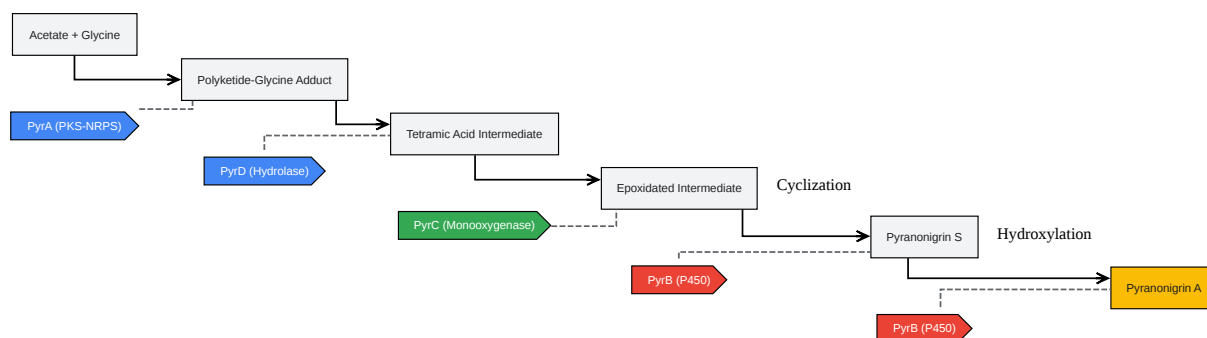 Acetate + Glycine
Polyketide-Glycine Adduct
PyrA (PKS-NRPS)
Tetramic Acid Intermediate
PyrD (Hydrolase)
Epoxidated Intermediate
Cyclization
PyrC (Monooxygenase)
Pyranonigrin S
Hydroxylation
PyrB (P450)
Pyranonigrin A
PyrB (P450)